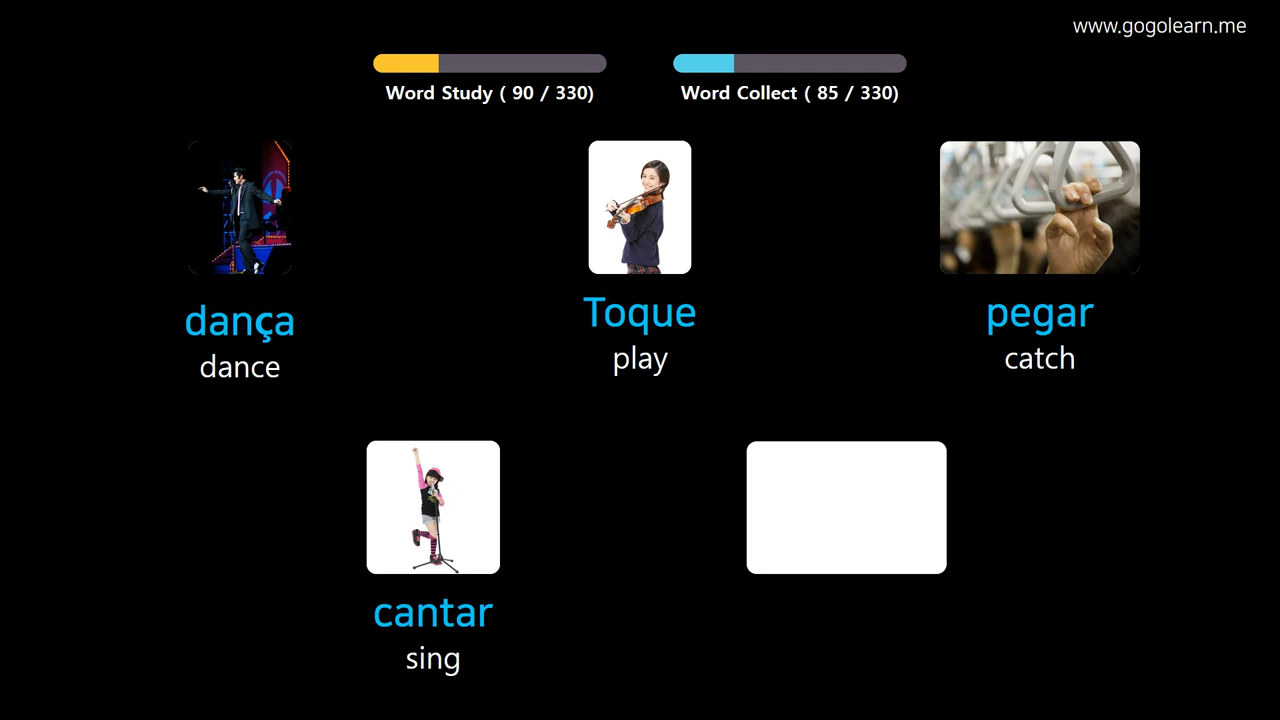 www.gogolearn.me
Word Study ( 90 / 330)
Word Collect ( 85 / 330)
dança
dance
Toque
play
pegar
catch
cantar
sing